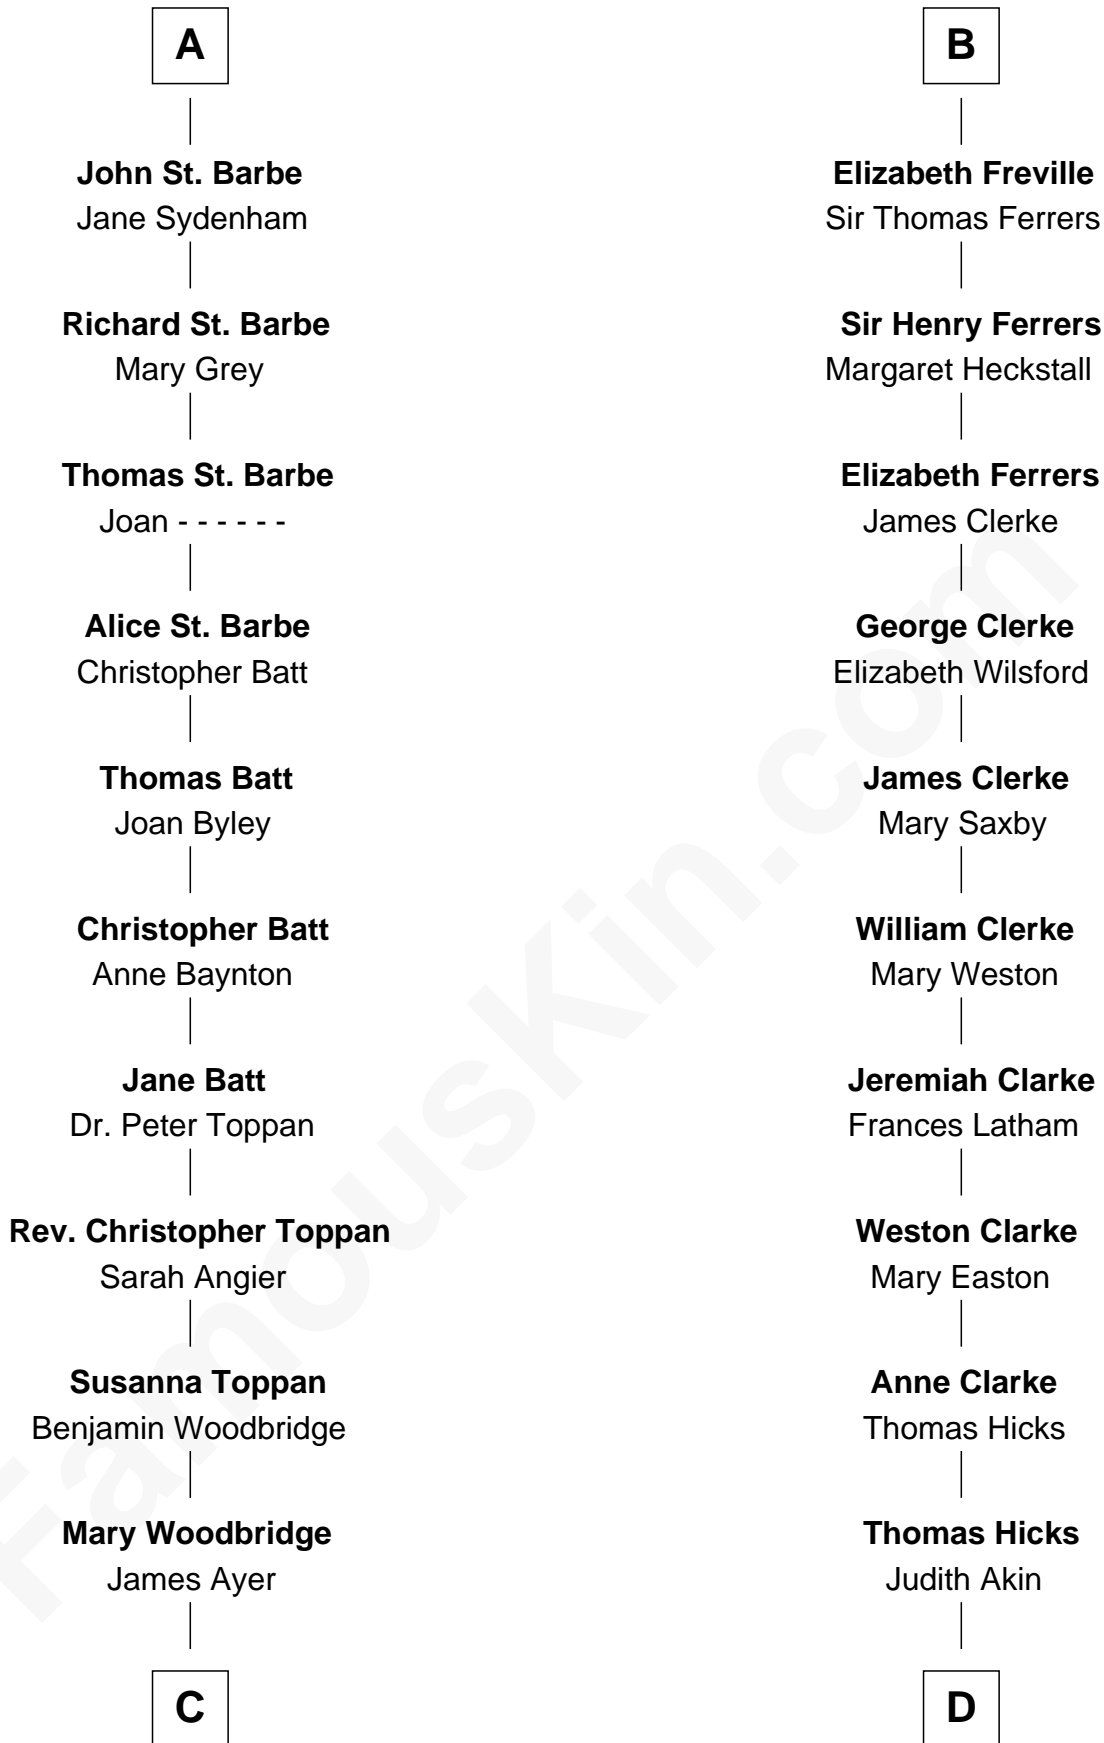 A
John St. Barbe
Jane Sydenham
Richard St. Barbe
Mary Grey
Thomas St. Barbe
Joan - - - - - -
Alice St. Barbe
Christopher Batt
Thomas Batt
Joan Byley
Christopher Batt
Anne Baynton
Jane Batt
Dr. Peter Toppan
Rev. Christopher Toppan
Sarah Angier
Susanna Toppan
Benjamin Woodbridge
Mary Woodbridge
James Ayer
C
B
Elizabeth Freville
Sir Thomas Ferrers
Sir Henry Ferrers
Margaret Heckstall
Elizabeth Ferrers
James Clerke
George Clerke
Elizabeth Wilsford
James Clerke
Mary Saxby
William Clerke
Mary Weston
Jeremiah Clarke
Frances Latham
Weston Clarke
Mary Easton
Anne Clarke
Thomas Hicks
Thomas Hicks
Judith Akin
D
FamousKin.com